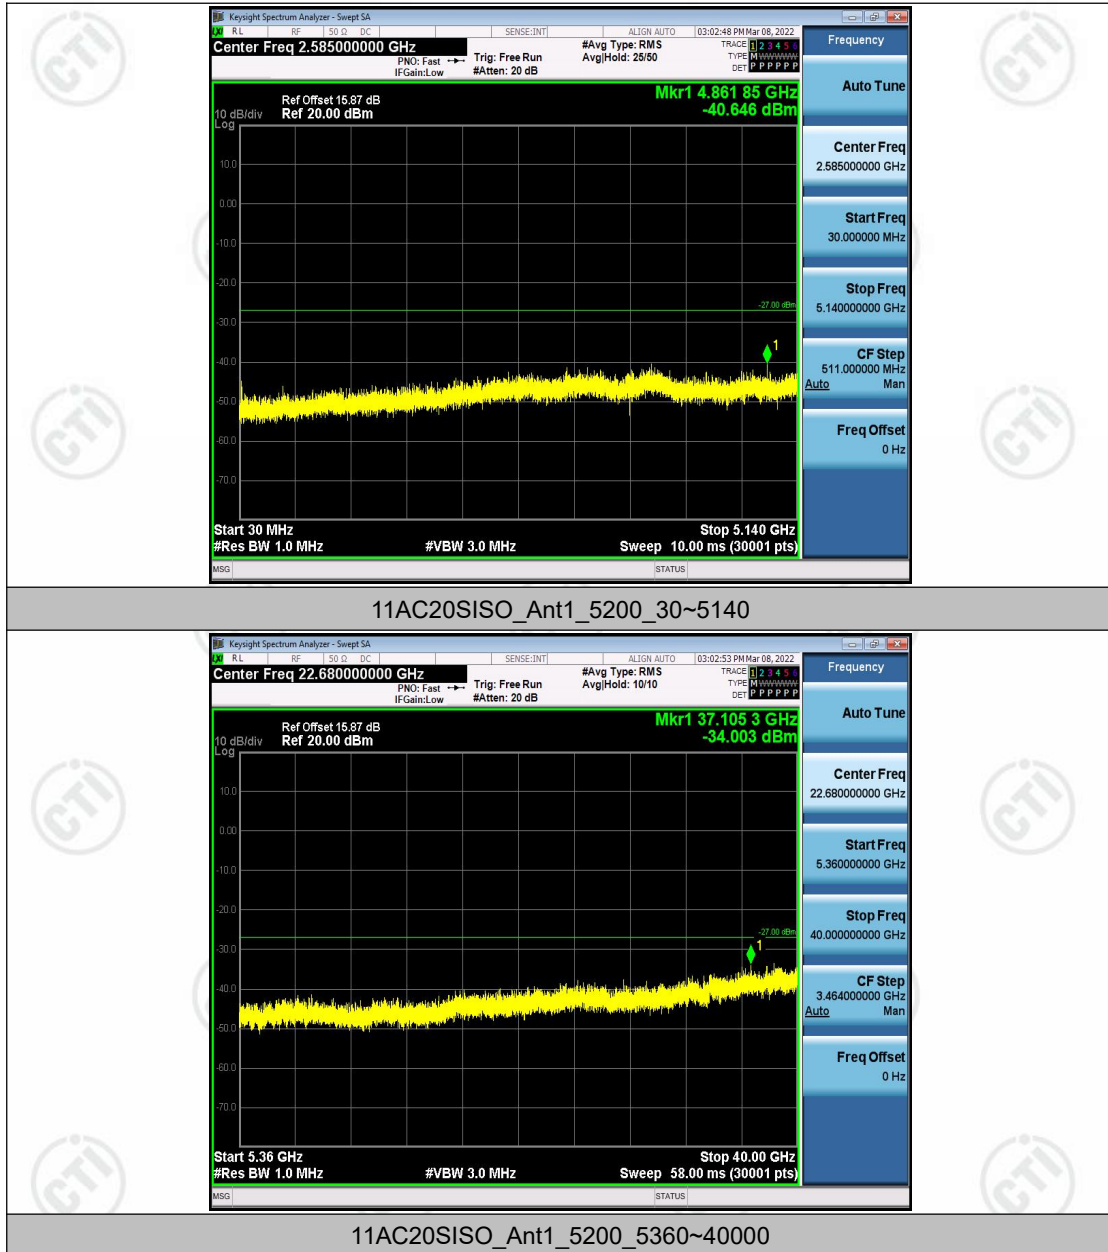 Keysight Spectrum Analyzer - Swept SA
RL RF 50 Ω DC SENSE:INT ALIGN AUTO 03:02:48 PM Mar 08, 2022
Center Freq 2.585000000 GHz
PNO: Fast
IFGain:Low
Trig: Free Run
#Atten: 20 dB
#Avg Type: RMS
Avg|Hold: 25/50
TRACE 1 2 3 4 5 6
TYPE M WWWWW
DET P P P P P P
Frequency
Auto Tune
Center Freq
2.585000000 GHz
Start Freq
30.000000 MHz
Stop Freq
5.140000000 GHz
CF Step
511.000000 MHz
Auto Man
Freq Offset
0 Hz
Mkr1 4.861 85 GHz
-40.646 dBm
Ref Offset 15.87 dB
10 dB/div Ref 20.00 dBm
Log
10.0
0.00
-10.0
-20.0
-27.00 dBm
-30.0
1
-40.0
-50.0
-60.0
-70.0
Start 30 MHz Stop 5.140 GHz
#Res BW 1.0 MHz #VBW 3.0 MHz Sweep 10.00 ms (30001 pts)
MSG STATUS
11AC20SISO_Ant1_5200_30~5140
Keysight Spectrum Analyzer - Swept SA
RL RF 50 Ω DC SENSE:INT ALIGN AUTO 03:02:53 PM Mar 08, 2022
Center Freq 22.680000000 GHz
PNO: Fast
IFGain:Low
Trig: Free Run
#Atten: 20 dB
#Avg Type: RMS
Avg|Hold: 10/10
TRACE 1 2 3 4 5 6
TYPE M WWWWW
DET P P P P P P
Frequency
Auto Tune
Center Freq
22.680000000 GHz
Start Freq
5.360000000 GHz
Stop Freq
40.000000000 GHz
CF Step
3.464000000 GHz
Auto Man
Freq Offset
0 Hz
Mkr1 37.105 3 GHz
-34.003 dBm
Ref Offset 15.87 dB
10 dB/div Ref 20.00 dBm
Log
10.0
0.00
-10.0
-20.0
-27.00 dBm
-30.0
1
-40.0
-50.0
-60.0
-70.0
Start 5.36 GHz Stop 40.00 GHz
#Res BW 1.0 MHz #VBW 3.0 MHz Sweep 58.00 ms (30001 pts)
MSG STATUS
11AC20SISO_Ant1_5200_5360~40000
CTI
CTI
CTI
CTI
CTI
CTI
CTI
CTI